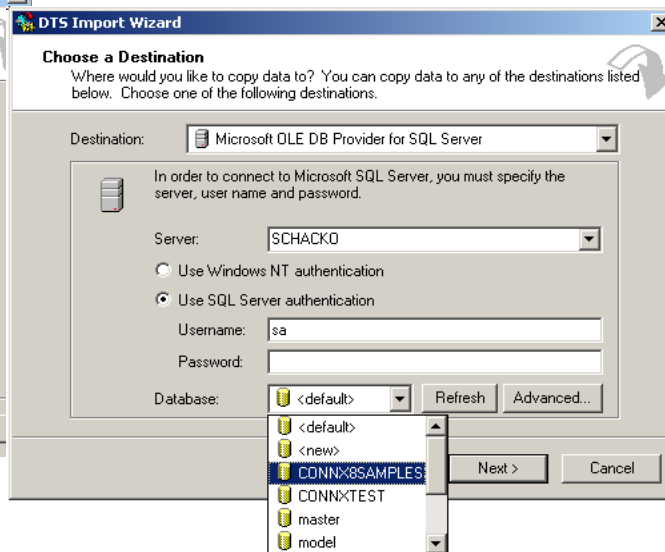 DTS Import Wizard
Choose a Destination
Where would you like to copy data to? You can copy data to any of the destinations listed
below. Choose one of the following destinations.
Destination: Microsoft OLE DB Provider for SQL Server
In order to connect to Microsoft SQL Server, you must specify the
server, user name and password.
Server: SCHACKO
Use Windows NT authentication
Use SQL Server authentication
Username: sa
Password:
Database: <default> Refresh Advanced...
<default>
<new>
CONNX8SAMPLES
Next > Cancel
CONNXTEST
master
model